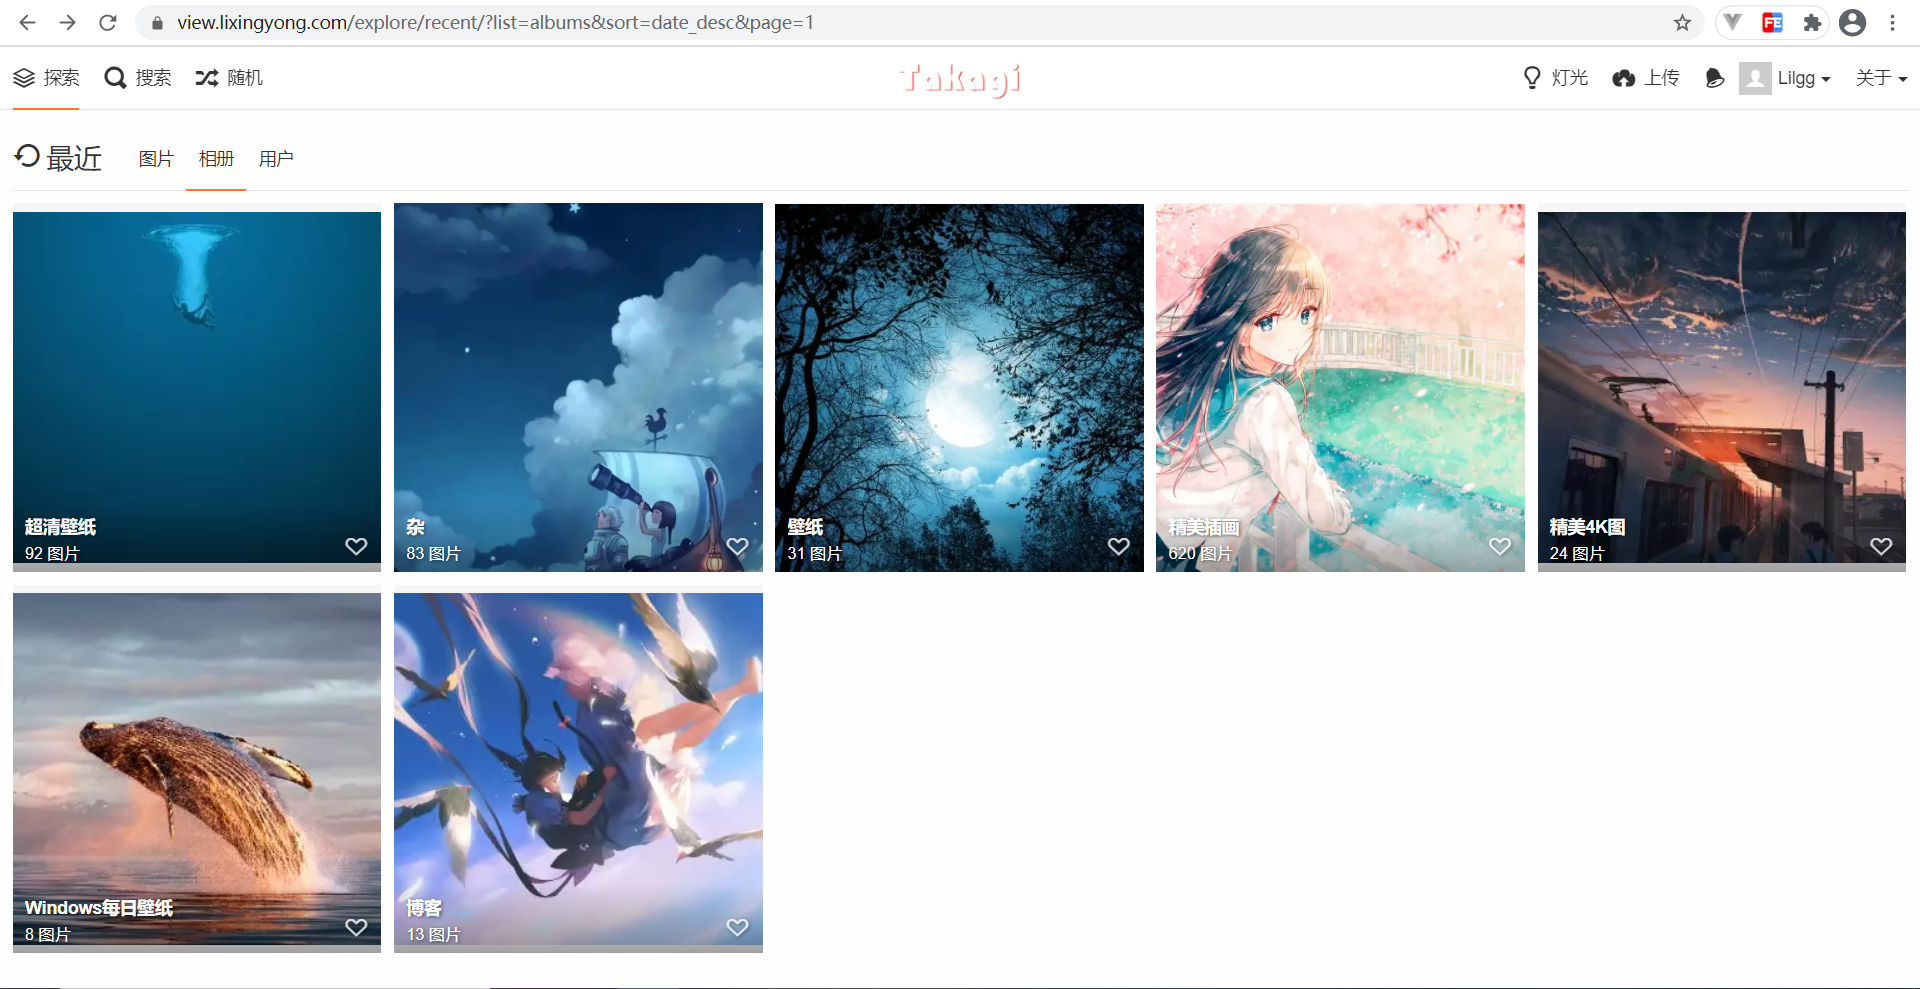 view.lixingyong.com/explore/recent/?list=albums&sort=date_desc&page=1
FE
探索 搜索 随机 Takagi 灯光 上传 Lilgg 关于
最近 图片 相册 用户
超清壁纸
92 图片
杂
83 图片
壁纸
31 图片
精美插画
620 图片
精美4K图
24 图片
Windows每日壁纸
8 图片
博客
13 图片